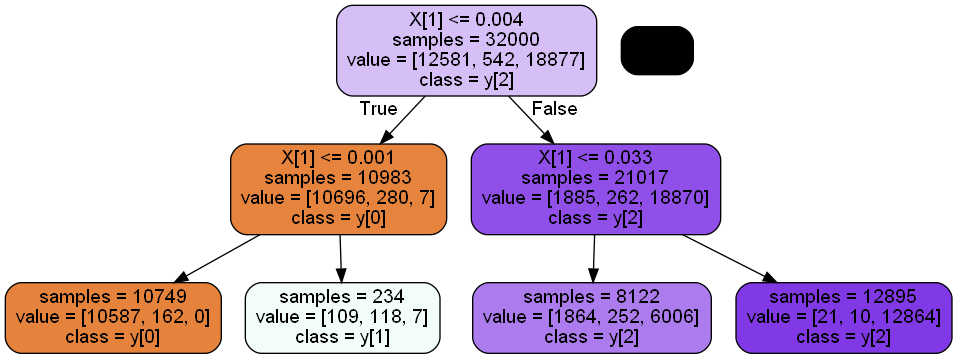 X[1] <= 0.004
samples = 32000
value = [12581, 542, 18877]
class = y[2]
True
False
X[1] <= 0.001
samples = 10983
value = [10696, 280, 7]
class = y[0]
X[1] <= 0.033
samples = 21017
value = [1885, 262, 18870]
class = y[2]
samples = 10749
value = [10587, 162, 0]
class = y[0]
samples = 234
value = [109, 118, 7]
class = y[1]
samples = 8122
value = [1864, 252, 6006]
class = y[2]
samples = 12895
value = [21, 10, 12864]
class = y[2]